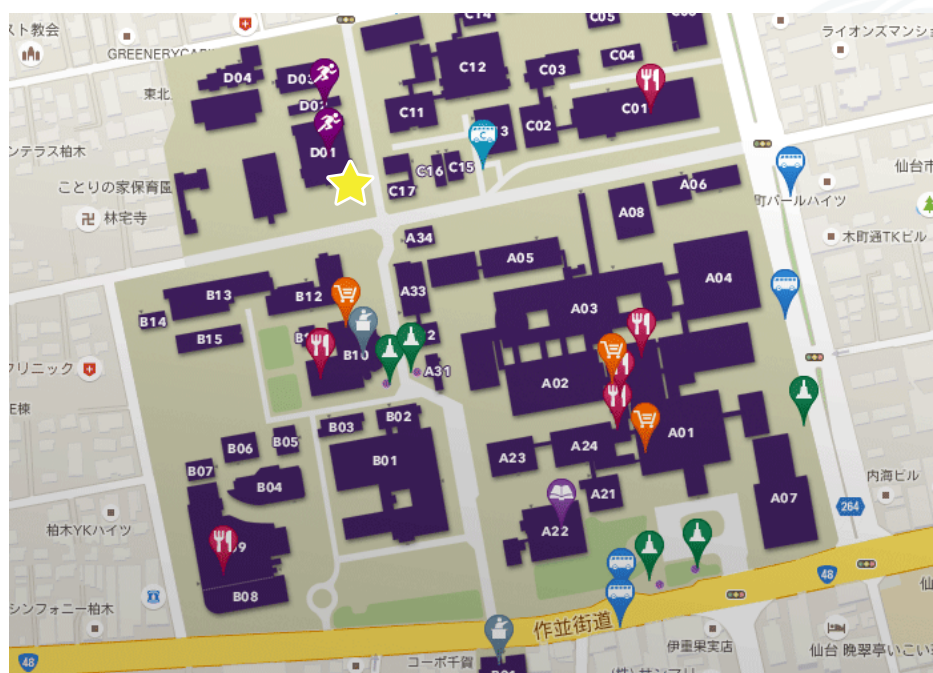 スト教会
GREENERY
ライオンズマンショ
C12
C03
C04
D04
C11
C02
C01
東北
D01
ンテラス柏木
C16
C15
C17
ことりの家保育園
林宅寺
仙台市
A06
A08
町パールハイツ
木町通TKビル
A34
A05
A04
A33
B13
B12
A03
B14
B15
B10
A31
クリニック
A02
E棟
B02
B03
B01
A01
A24
A23
B06
B05
B07
B04
A21
A22
A07
内海ビル
264
柏木YKハイツ
B08
シンフォニー柏木
作並街道
48
48
伊重果実店
コーポ千賀
仙台 晩翠亭いこい